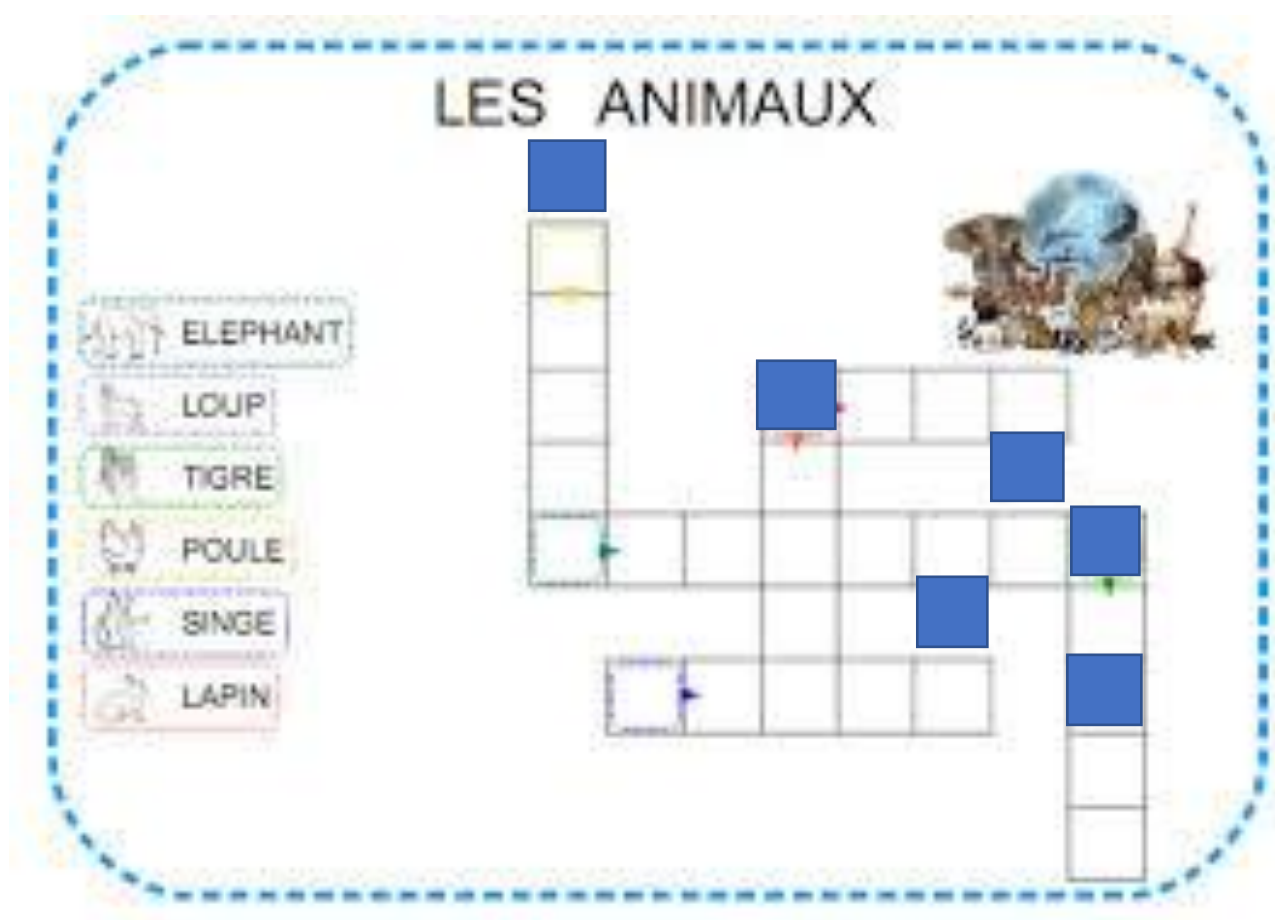 LES ANIMAUX
ELEPHANT
LOUP
TIGRE
POULE
SINGE
LAPIN